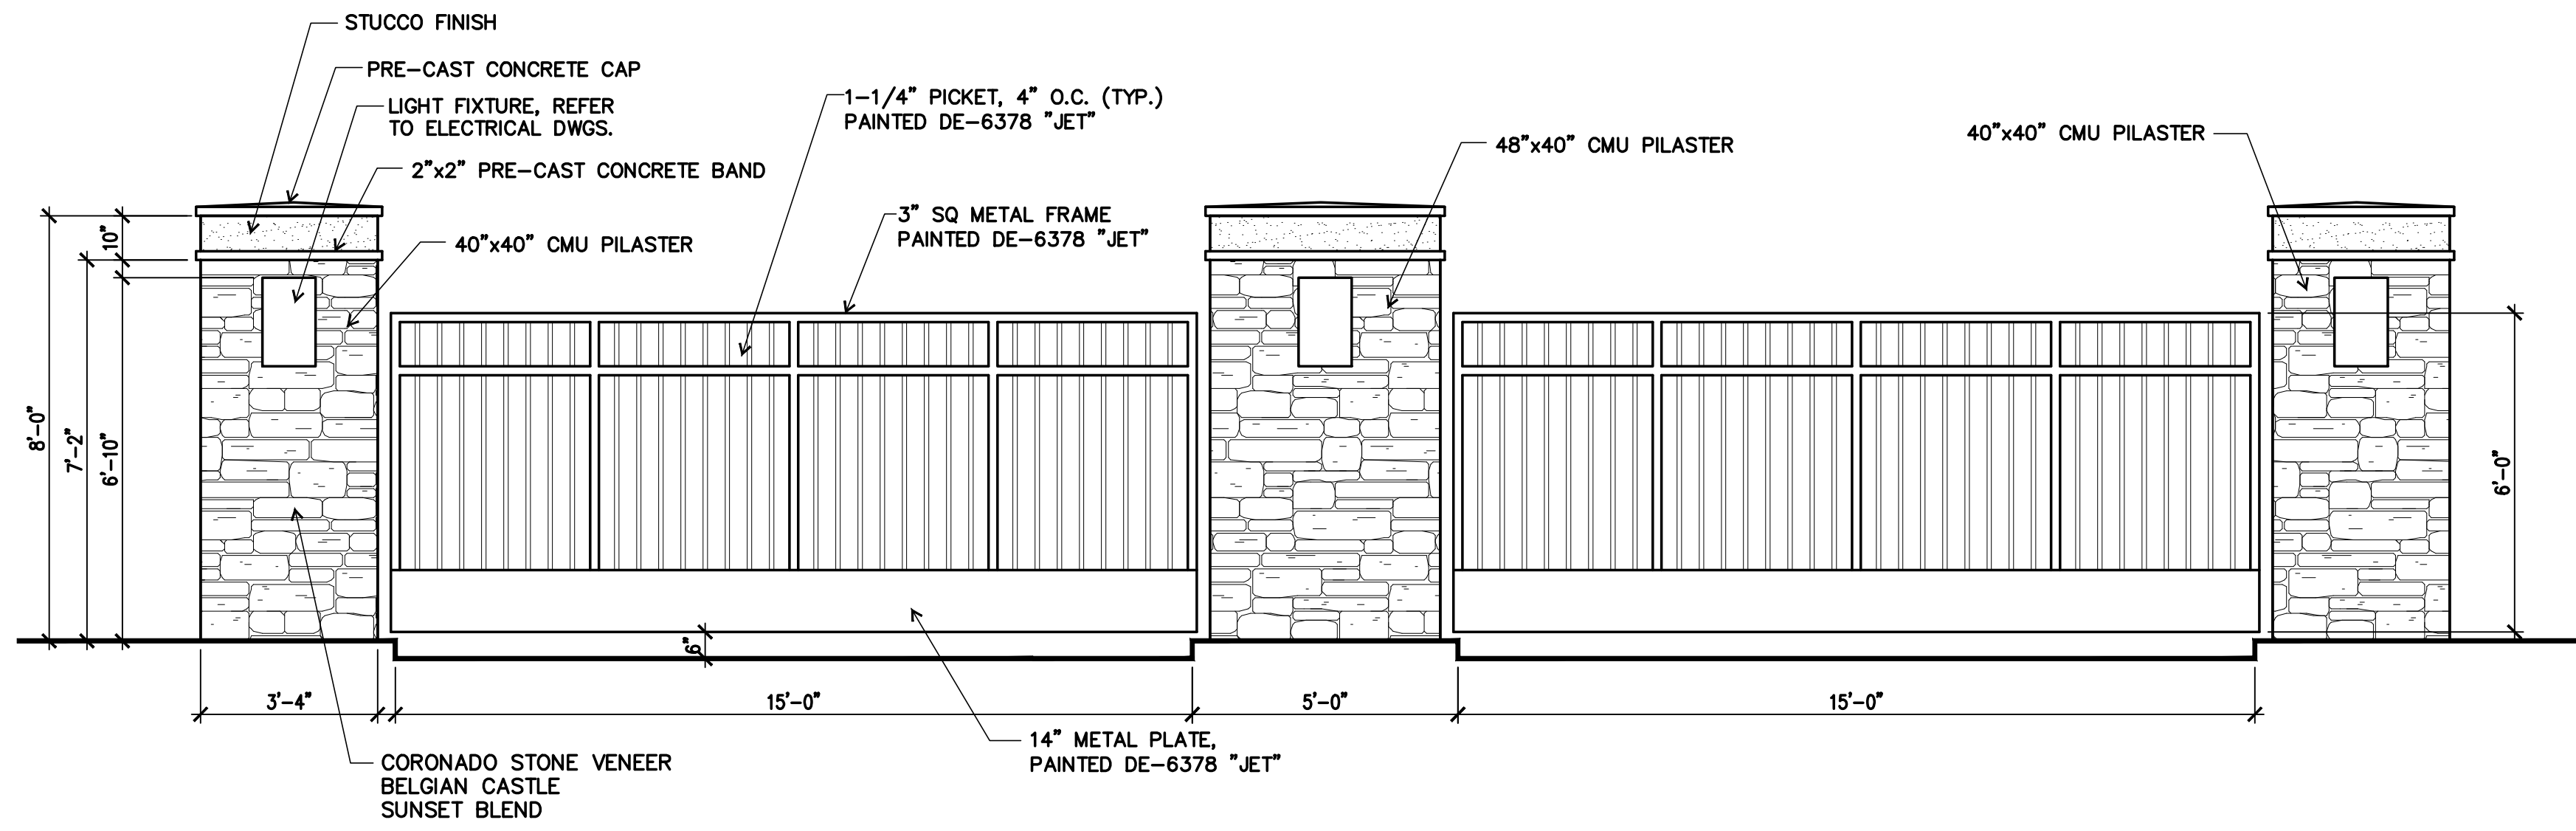 STUCCO FINISH
PRE-CAST CONCRETE CAP
LIGHT FIXTURE, REFER
TO ELECTRICAL DWGS.
2"x2" PRE-CAST CONCRETE BAND
40"x40" CMU PILASTER
1-1/4" PICKET, 4" O.C. (TYP.)
PAINTED DE-6378 "JET"
3" SQ METAL FRAME
PAINTED DE-6378 "JET"
48"x40" CMU PILASTER
40"x40" CMU PILASTER
10"
8'-0"
7'-2"
6'-10"
6'-0"
6"
3'-4"
15'-0"
5'-0"
15'-0"
CORONADO STONE VENEER
BELGIAN CASTLE
SUNSET BLEND
14" METAL PLATE,
PAINTED DE-6378 "JET"